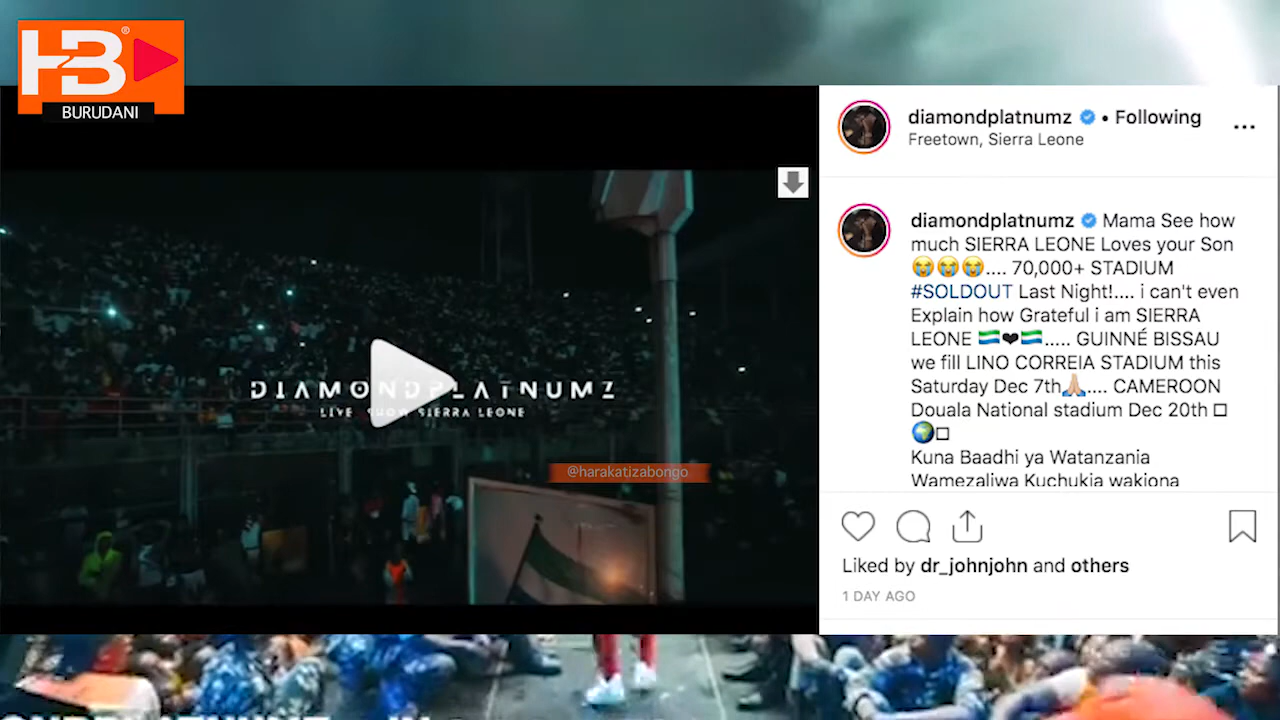 HB®
BURUDANI
DIAMONDPLATNUMZ
LIVE SHOW SIERRA LEONE
@harakatizabongo
diamondplatnumz • Following
Freetown, Sierra Leone
diamondplatnumz Mama See how
much SIERRA LEONE Loves your Son
😭😭😭.... 70,000+ STADIUM
#SOLDOUT Last Night!.... i can't even
Explain how Grateful i am SIERRA
LEONE 🇸🇱❤🇸🇱..... GUINNÉ BISSAU
we fill LINO CORREIA STADIUM this
Saturday Dec 7th🙏🏼.... CAMEROON
Douala National stadium Dec 20th □
🌍□
Kuna Baadhi ya Watanzania
Wamezaliwa Kuchukia wakiona
Liked by dr_johnjohn and others
1 DAY AGO